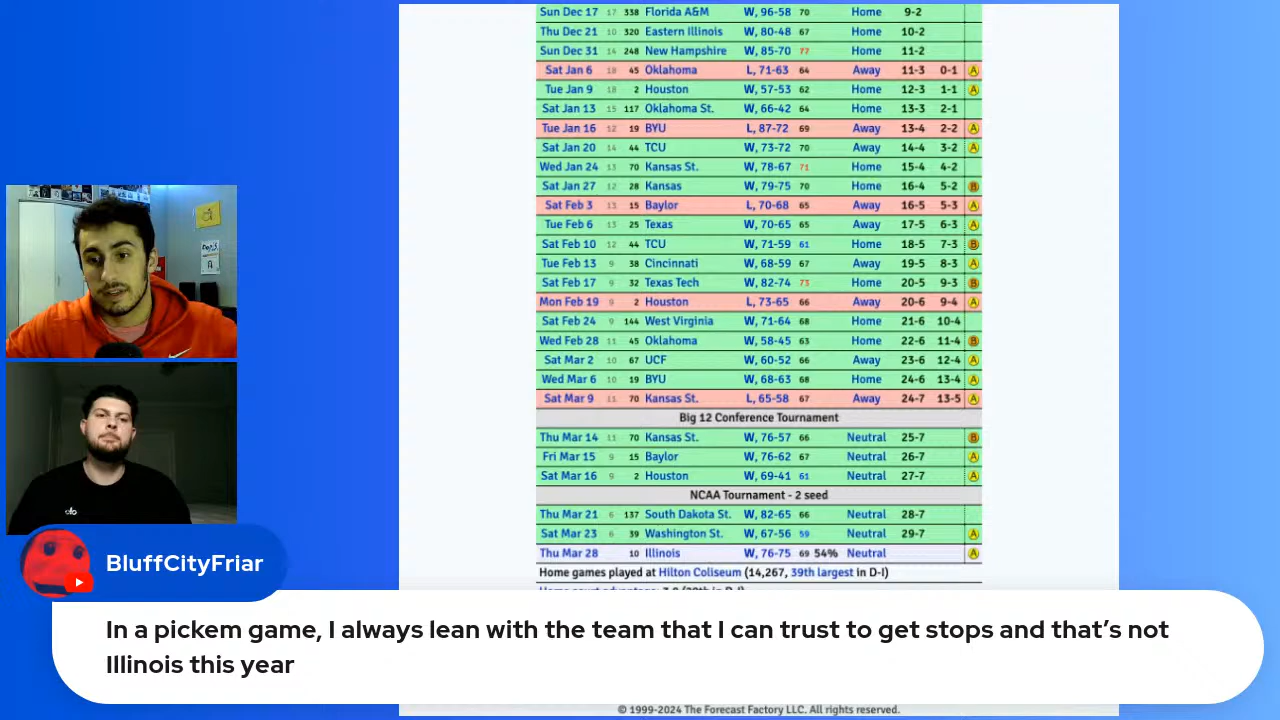 Sun Dec 17 17 338 Florida A&M W, 96-58 70 Home 9-2
Thu Dec 21 10 320 Eastern Illinois W, 80-48 67 Home 10-2
Sun Dec 31 14 248 New Hampshire W, 85-70 77 Home 11-2
Sat Jan 6 18 45 Oklahoma L, 71-63 64 Away 11-3 0-1 A
Tue Jan 9 18 2 Houston W, 57-53 62 Home 12-3 1-1 A
Sat Jan 13 15 117 Oklahoma St. W, 66-42 64 Home 13-3 2-1
Tue Jan 16 12 19 BYU L, 87-72 69 Away 13-4 2-2 A
Sat Jan 20 14 44 TCU W, 73-72 70 Away 14-4 3-2 A
Wed Jan 24 13 70 Kansas St. W, 78-67 71 Home 15-4 4-2
Sat Jan 27 12 28 Kansas W, 79-75 70 Home 16-4 5-2 B
Sat Feb 3 13 15 Baylor L, 70-68 65 Away 16-5 5-3 A
Tue Feb 6 13 25 Texas W, 70-65 65 Away 17-5 6-3 A
Sat Feb 10 12 44 TCU W, 71-59 61 Home 18-5 7-3 B
Tue Feb 13 9 38 Cincinnati W, 68-59 67 Away 19-5 8-3 A
Sat Feb 17 9 32 Texas Tech W, 82-74 73 Home 20-5 9-3 B
Mon Feb 19 9 2 Houston L, 73-65 66 Away 20-6 9-4 A
Sat Feb 24 9 144 West Virginia W, 71-64 68 Home 21-6 10-4
Wed Feb 28 11 45 Oklahoma W, 58-45 63 Home 22-6 11-4 B
Sat Mar 2 10 67 UCF W, 60-52 66 Away 23-6 12-4 A
Wed Mar 6 10 19 BYU W, 68-63 68 Home 24-6 13-4 A
Sat Mar 9 11 70 Kansas St. L, 65-58 67 Away 24-7 13-5 A
Big 12 Conference Tournament
Thu Mar 14 11 70 Kansas St. W, 76-57 66 Neutral 25-7 B
Fri Mar 15 9 15 Baylor W, 76-62 67 Neutral 26-7 A
Sat Mar 16 9 2 Houston W, 69-41 61 Neutral 27-7 A
NCAA Tournament - 2 seed
Thu Mar 21 6 137 South Dakota St. W, 82-65 66 Neutral 28-7
Sat Mar 23 6 39 Washington St. W, 67-56 59 Neutral 29-7 A
Thu Mar 28 10 Illinois W, 76-75 69 54% Neutral A
Home games played at Hilton Coliseum (14,267, 39th largest in D-I)
BluffCityFriar
In a pickem game, I always lean with the team that I can trust to get stops and that's not
Illinois this year
© 1999-2024 The Forecast Factory LLC. All rights reserved.